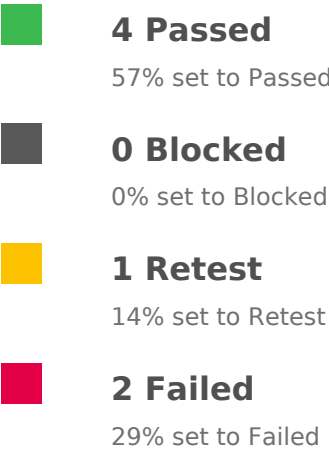 4 Passed
57% set to Passed
0 Blocked
0% set to Blocked
1 Retest
14% set to Retest
2 Failed
29% set to Failed